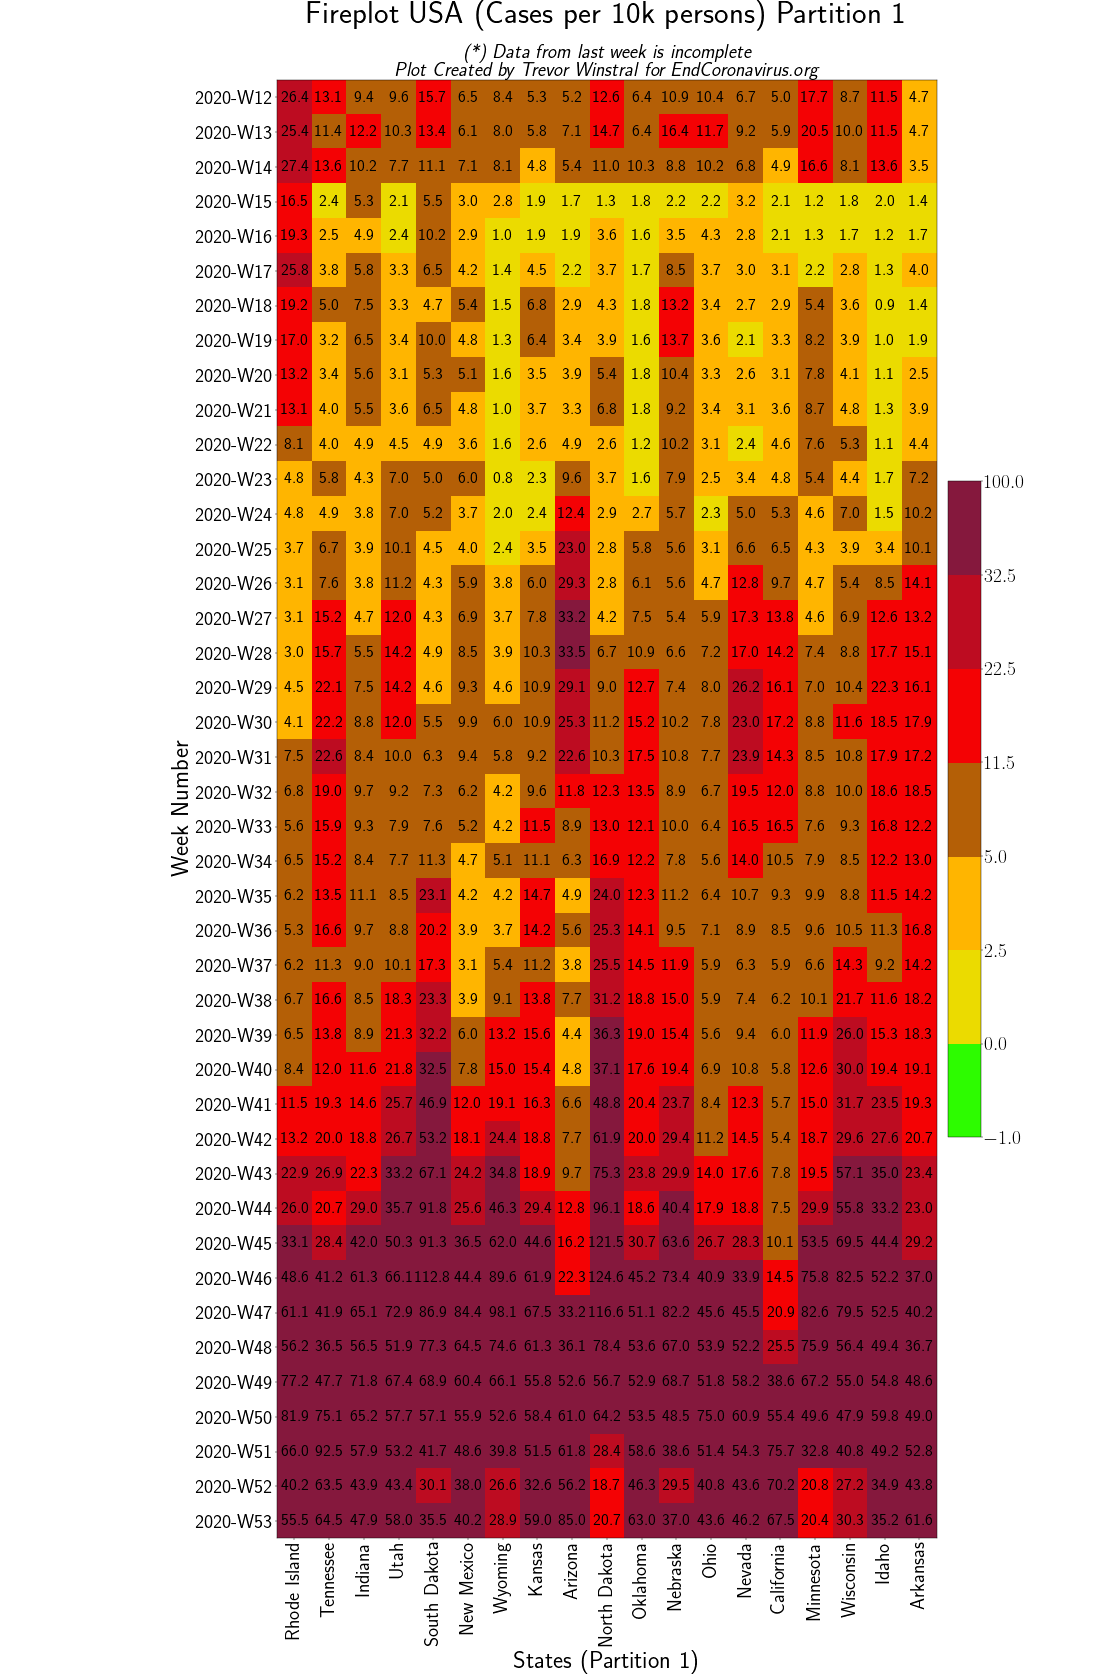 Fireplot USA (Cases per 10k persons) Partition 1
(*) Data from last week is incomplete
Plot Created by Trevor Winstral for EndCoronavirus.org
2020-W12 26.4 13.1 9.4 9.6 15.7 6.5 8.4 5.3 5.2 12.6 6.4 10.9 10.4 6.7 5.0 17.7 8.7 11.5 4.7
2020-W13 25.4 11.4 12.2 10.3 13.4 6.1 8.0 5.8 7.1 14.7 6.4 16.4 11.7 9.2 5.9 20.5 10.0 11.5 4.7
2020-W14 27.4 13.6 10.2 7.7 11.1 7.1 8.1 4.8 5.4 11.0 10.3 8.8 10.2 6.8 4.9 16.6 8.1 13.6 3.5
2020-W15 16.5 2.4 5.3 2.1 5.5 3.0 2.8 1.9 1.7 1.3 1.8 2.2 2.2 3.2 2.1 1.2 1.8 2.0 1.4
2020-W16 19.3 2.5 4.9 2.4 10.2 2.9 1.0 1.9 1.9 3.6 1.6 3.5 4.3 2.8 2.1 1.3 1.7 1.2 1.7
2020-W17 25.8 3.8 5.8 3.3 6.5 4.2 1.4 4.5 2.2 3.7 1.7 8.5 3.7 3.0 3.1 2.2 2.8 1.3 4.0
2020-W18 19.2 5.0 7.5 3.3 4.7 5.4 1.5 6.8 2.9 4.3 1.8 13.2 3.4 2.7 2.9 5.4 3.6 0.9 1.4
2020-W19 17.0 3.2 6.5 3.4 10.0 4.8 1.3 6.4 3.4 3.9 1.6 13.7 3.6 2.1 3.3 8.2 3.9 1.0 1.9
2020-W20 13.2 3.4 5.6 3.1 5.3 5.1 1.6 3.5 3.9 5.4 1.8 10.4 3.3 2.6 3.1 7.8 4.1 1.1 2.5
2020-W21 13.1 4.0 5.5 3.6 6.5 4.8 1.0 3.7 3.3 6.8 1.8 9.2 3.4 3.1 3.6 8.7 4.8 1.3 3.9
2020-W22 8.1 4.0 4.9 4.5 4.9 3.6 1.6 2.6 4.9 2.6 1.2 10.2 3.1 2.4 4.6 7.6 5.3 1.1 4.4
2020-W23 4.8 5.8 4.3 7.0 5.0 6.0 0.8 2.3 9.6 3.7 1.6 7.9 2.5 3.4 4.8 5.4 4.4 1.7 7.2
2020-W24 4.8 4.9 3.8 7.0 5.2 3.7 2.0 2.4 12.4 2.9 2.7 5.7 2.3 5.0 5.3 4.6 7.0 1.5 10.2
2020-W25 3.7 6.7 3.9 10.1 4.5 4.0 2.4 3.5 23.0 2.8 5.8 5.6 3.1 6.6 6.5 4.3 3.9 3.4 10.1
2020-W26 3.1 7.6 3.8 11.2 4.3 5.9 3.8 6.0 29.3 2.8 6.1 5.6 4.7 12.8 9.7 4.7 5.4 8.5 14.1
2020-W27 3.1 15.2 4.7 12.0 4.3 6.9 3.7 7.8 33.2 4.2 7.5 5.4 5.9 17.3 13.8 4.6 6.9 12.6 13.2
2020-W28 3.0 15.7 5.5 14.2 4.9 8.5 3.9 10.3 33.5 6.7 10.9 6.6 7.2 17.0 14.2 7.4 8.8 17.7 15.1
2020-W29 4.5 22.1 7.5 14.2 4.6 9.3 4.6 10.9 29.1 9.0 12.7 7.4 8.0 26.2 16.1 7.0 10.4 22.3 16.1
2020-W30 4.1 22.2 8.8 12.0 5.5 9.9 6.0 10.9 25.3 11.2 15.2 10.2 7.8 23.0 17.2 8.8 11.6 18.5 17.9
2020-W31 7.5 22.6 8.4 10.0 6.3 9.4 5.8 9.2 22.6 10.3 17.5 10.8 7.7 23.9 14.3 8.5 10.8 17.9 17.2
2020-W32 6.8 19.0 9.7 9.2 7.3 6.2 4.2 9.6 11.8 12.3 13.5 8.9 6.7 19.5 12.0 8.8 10.0 18.6 18.5
2020-W33 5.6 15.9 9.3 7.9 7.6 5.2 4.2 11.5 8.9 13.0 12.1 10.0 6.4 16.5 16.5 7.6 9.3 16.8 12.2
2020-W34 6.5 15.2 8.4 7.7 11.3 4.7 5.1 11.1 6.3 16.9 12.2 7.8 5.6 14.0 10.5 7.9 8.5 12.2 13.0
2020-W35 6.2 13.5 11.1 8.5 23.1 4.2 4.2 14.7 4.9 24.0 12.3 11.2 6.4 10.7 9.3 9.9 8.8 11.5 14.2
2020-W36 5.3 16.6 9.7 8.8 20.2 3.9 3.7 14.2 5.6 25.3 14.1 9.5 7.1 8.9 8.5 9.6 10.5 11.3 16.8
2020-W37 6.2 11.3 9.0 10.1 17.3 3.1 5.4 11.2 3.8 25.5 14.5 11.9 5.9 6.3 5.9 6.6 14.3 9.2 14.2
2020-W38 6.7 16.6 8.5 18.3 23.3 3.9 9.1 13.8 7.7 31.2 18.8 15.0 5.9 7.4 6.2 10.1 21.7 11.6 18.2
2020-W39 6.5 13.8 8.9 21.3 32.2 6.0 13.2 15.6 4.4 36.3 19.0 15.4 5.6 9.4 6.0 11.9 26.0 15.3 18.3
2020-W40 8.4 12.0 11.6 21.8 32.5 7.8 15.0 15.4 4.8 37.1 17.6 19.4 6.9 10.8 5.8 12.6 30.0 19.4 19.1
2020-W41 11.5 19.3 14.6 25.7 46.9 12.0 19.1 16.3 6.6 48.8 20.4 23.7 8.4 12.3 5.7 15.0 31.7 23.5 19.3
2020-W42 13.2 20.0 18.8 26.7 53.2 18.1 24.4 18.8 7.7 61.9 20.0 29.4 11.2 14.5 5.4 18.7 29.6 27.6 20.7
2020-W43 22.9 26.9 22.3 33.2 67.1 24.2 34.8 18.9 9.7 75.3 23.8 29.9 14.0 17.6 7.8 19.5 57.1 35.0 23.4
2020-W44 26.0 20.7 29.0 35.7 91.8 25.6 46.3 29.4 12.8 96.1 18.6 40.4 17.9 18.8 7.5 29.9 55.8 33.2 23.0
2020-W45 33.1 28.4 42.0 50.3 91.3 36.5 62.0 44.6 16.2 121.5 30.7 63.6 26.7 28.3 10.1 53.5 69.5 44.4 29.2
2020-W46 48.6 41.2 61.3 66.1 112.8 44.4 89.6 61.9 22.3 124.6 45.2 73.4 40.9 33.9 14.5 75.8 82.5 52.2 37.0
2020-W47 61.1 41.9 65.1 72.9 86.9 84.4 98.1 67.5 33.2 116.6 51.1 82.2 45.6 45.5 20.9 82.6 79.5 52.5 40.2
2020-W48 56.2 36.5 56.5 51.9 77.3 64.5 74.6 61.3 36.1 78.4 53.6 67.0 53.9 52.2 25.5 75.9 56.4 49.4 36.7
2020-W49 77.2 47.7 71.8 67.4 68.9 60.4 66.1 55.8 52.6 56.7 52.9 68.7 51.8 58.2 38.6 67.2 55.0 54.8 48.6
2020-W50 81.9 75.1 65.2 57.7 57.1 55.9 52.6 58.4 61.0 64.2 53.5 48.5 75.0 60.9 55.4 49.6 47.9 59.8 49.0
2020-W51 66.0 92.5 57.9 53.2 41.7 48.6 39.8 51.5 61.8 28.4 58.6 38.6 51.4 54.3 75.7 32.8 40.8 49.2 52.8
2020-W52 40.2 63.5 43.9 43.4 30.1 38.0 26.6 32.6 56.2 18.7 46.3 29.5 40.8 43.6 70.2 20.8 27.2 34.9 43.8
2020-W53 55.5 64.5 47.9 58.0 35.5 40.2 28.9 59.0 85.0 20.7 63.0 37.0 43.6 46.2 67.5 20.4 30.3 35.2 61.6
Week Number
Rhode Island
Tennessee
Indiana
Utah
South Dakota
New Mexico
Wyoming
Kansas
Arizona
North Dakota
Oklahoma
Nebraska
Ohio
Nevada
California
Minnesota
Wisconsin
Idaho
Arkansas
States (Partition 1)
100.0
32.5
22.5
11.5
5.0
2.5
0.0
−1.0